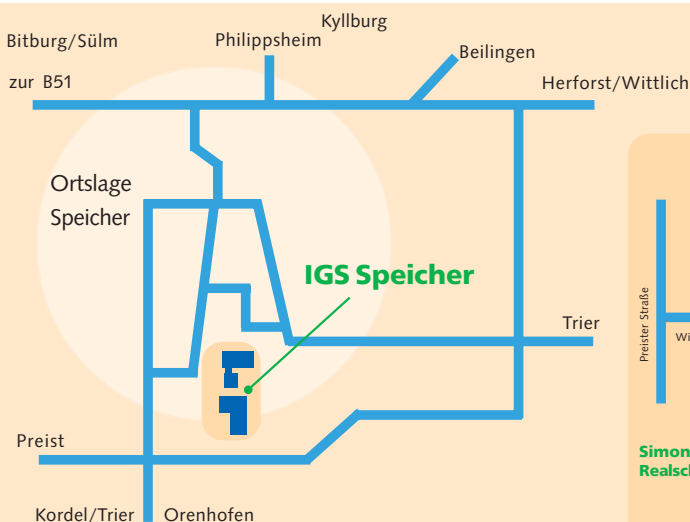 Kyllburg
Bitburg/Sülm
Philippsheim
Beilingen
zur B51
Herforst/Wittlich
Ortslage
Speicher
IGS Speicher
Preister Straße
Trier
Preist
Kordel/Trier
Orenhofen